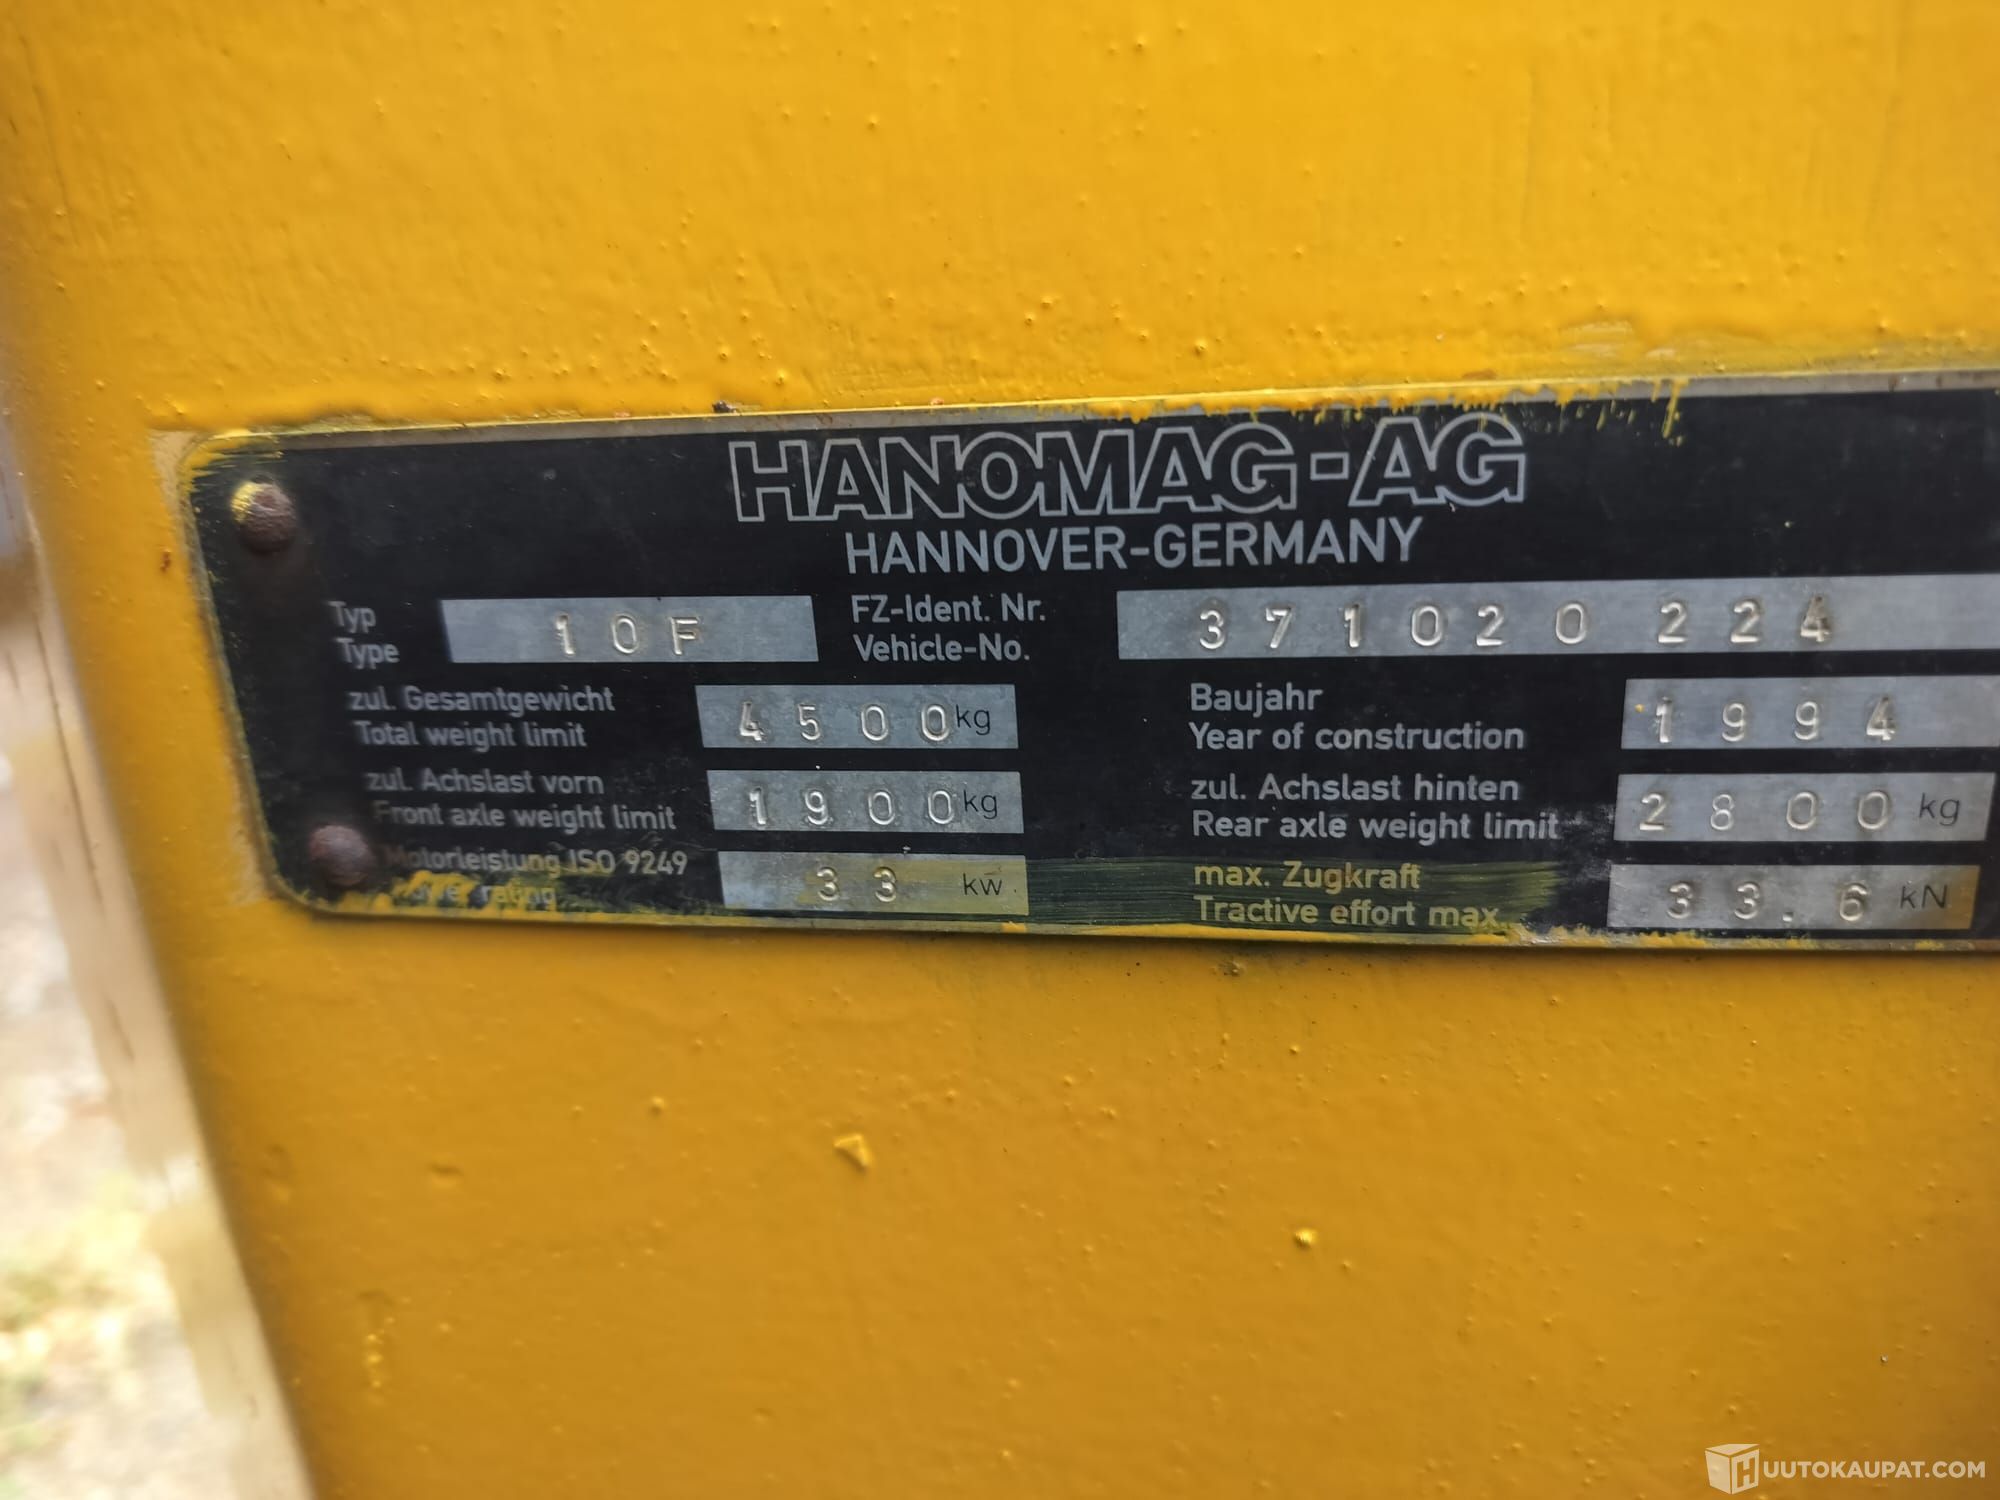 HANOMAG-AG
HANNOVER-GERMANY
Typ
Type
10F
FZ-Ident. Nr.
Vehicle-No.
371020224
zul. Gesamtgewicht
Total weight limit
4500 kg
Baujahr
Year of construction
1994
zul. Achslast vorn
Front axle weight limit
1900 kg
zul. Achslast hinten
Rear axle weight limit
2800 kg
Motorleistung ISO 9249
rating
33 kw
max. Zugkraft
Tractive effort max.
33.6 kN
HUUTOKAUPAT.COM